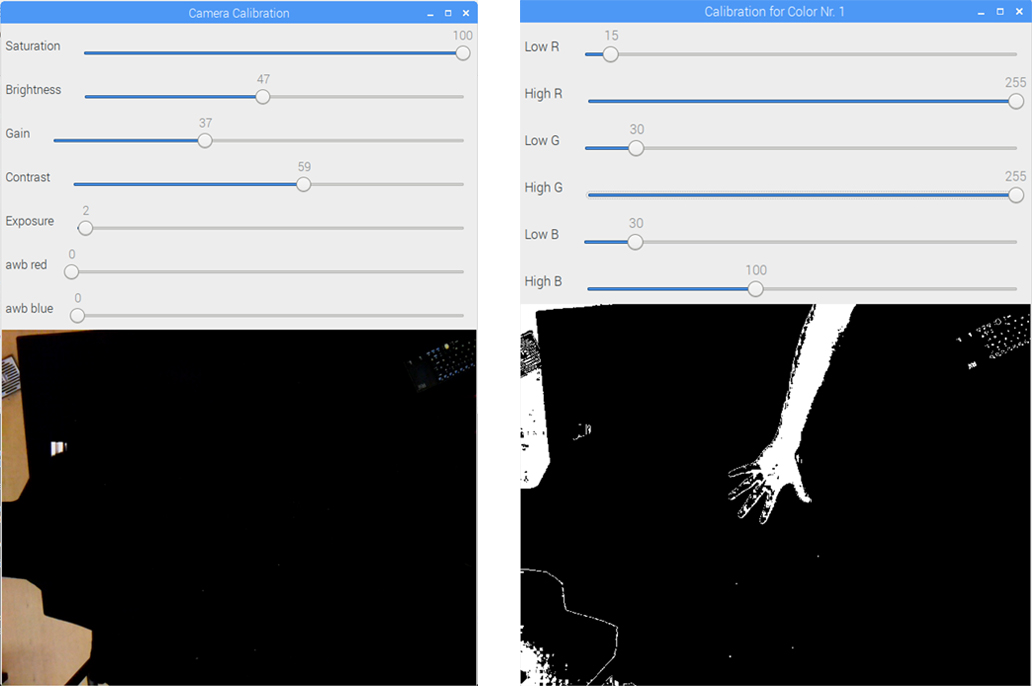 Camera Calibration
Saturation 100
Brightness 47
Gain 37
Contrast 59
Exposure 2
awb red 0
awb blue 0
Calibration for Color Nr. 1
Low R 15
High R 255
Low G 30
High G 255
Low B 30
High B 100